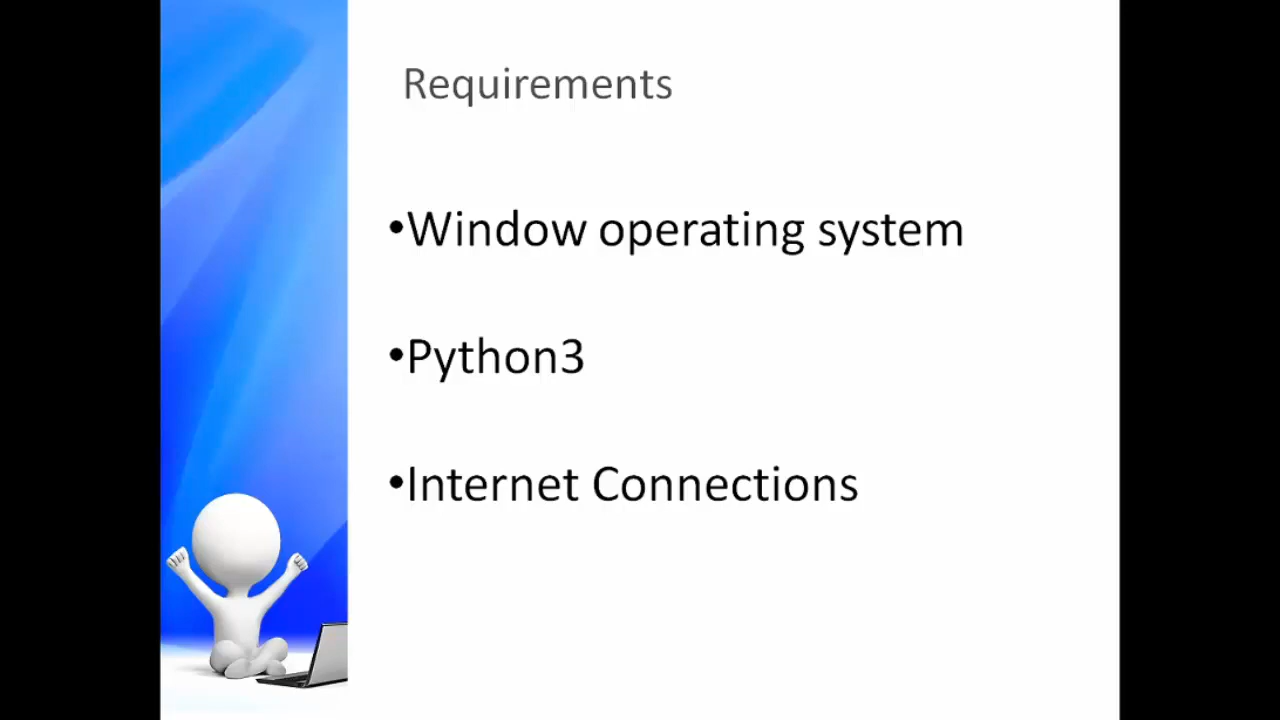 Requirements
•Window operating system
•Python3
•Internet Connections